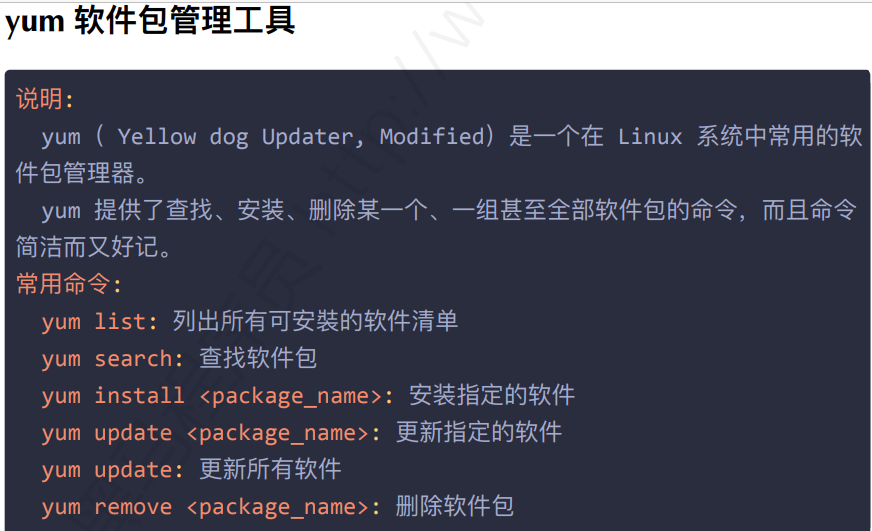 yum 软件包管理工具
说明:
yum ( Yellow dog Updater, Modified) 是一个在 Linux 系统中常用的软
件包管理器。
yum 提供了查找、安装、删除某一个、一组甚至全部软件包的命令, 而且命令
简洁而又好记。
常用命令:
yum list: 列出所有可安裝的软件清单
yum search: 查找软件包
yum install <package_name>: 安装指定的软件
yum update <package_name>: 更新指定的软件
yum update: 更新所有软件
yum remove <package_name>: 删除软件包